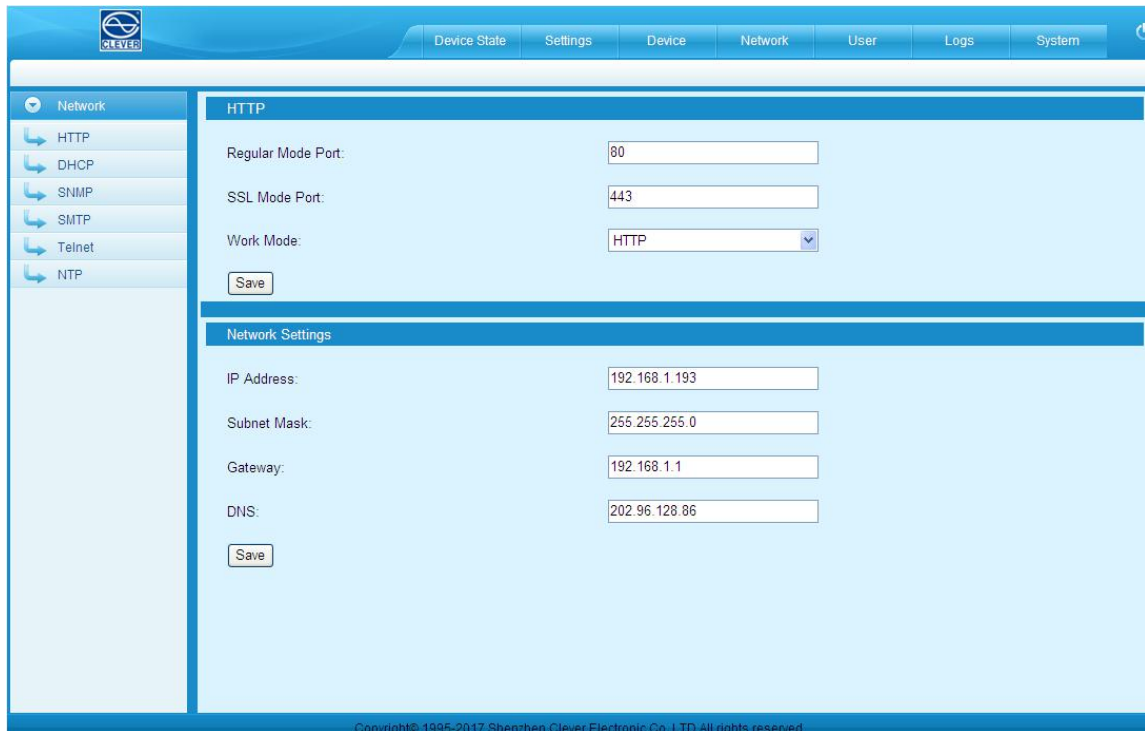 CLEVER
Device State Settings Device Network User Logs System
Network
HTTP
DHCP
SNMP
SMTP
Telnet
NTP
HTTP
Regular Mode Port: 80
SSL Mode Port: 443
Work Mode: HTTP
Save
Network Settings
IP Address: 192.168.1.193
Subnet Mask: 255.255.255.0
Gateway: 192.168.1.1
DNS: 202.96.128.86
Save
Copyright© 1995-2017 Shenzhen Clever Electronic Co.,LTD.All rights reserved